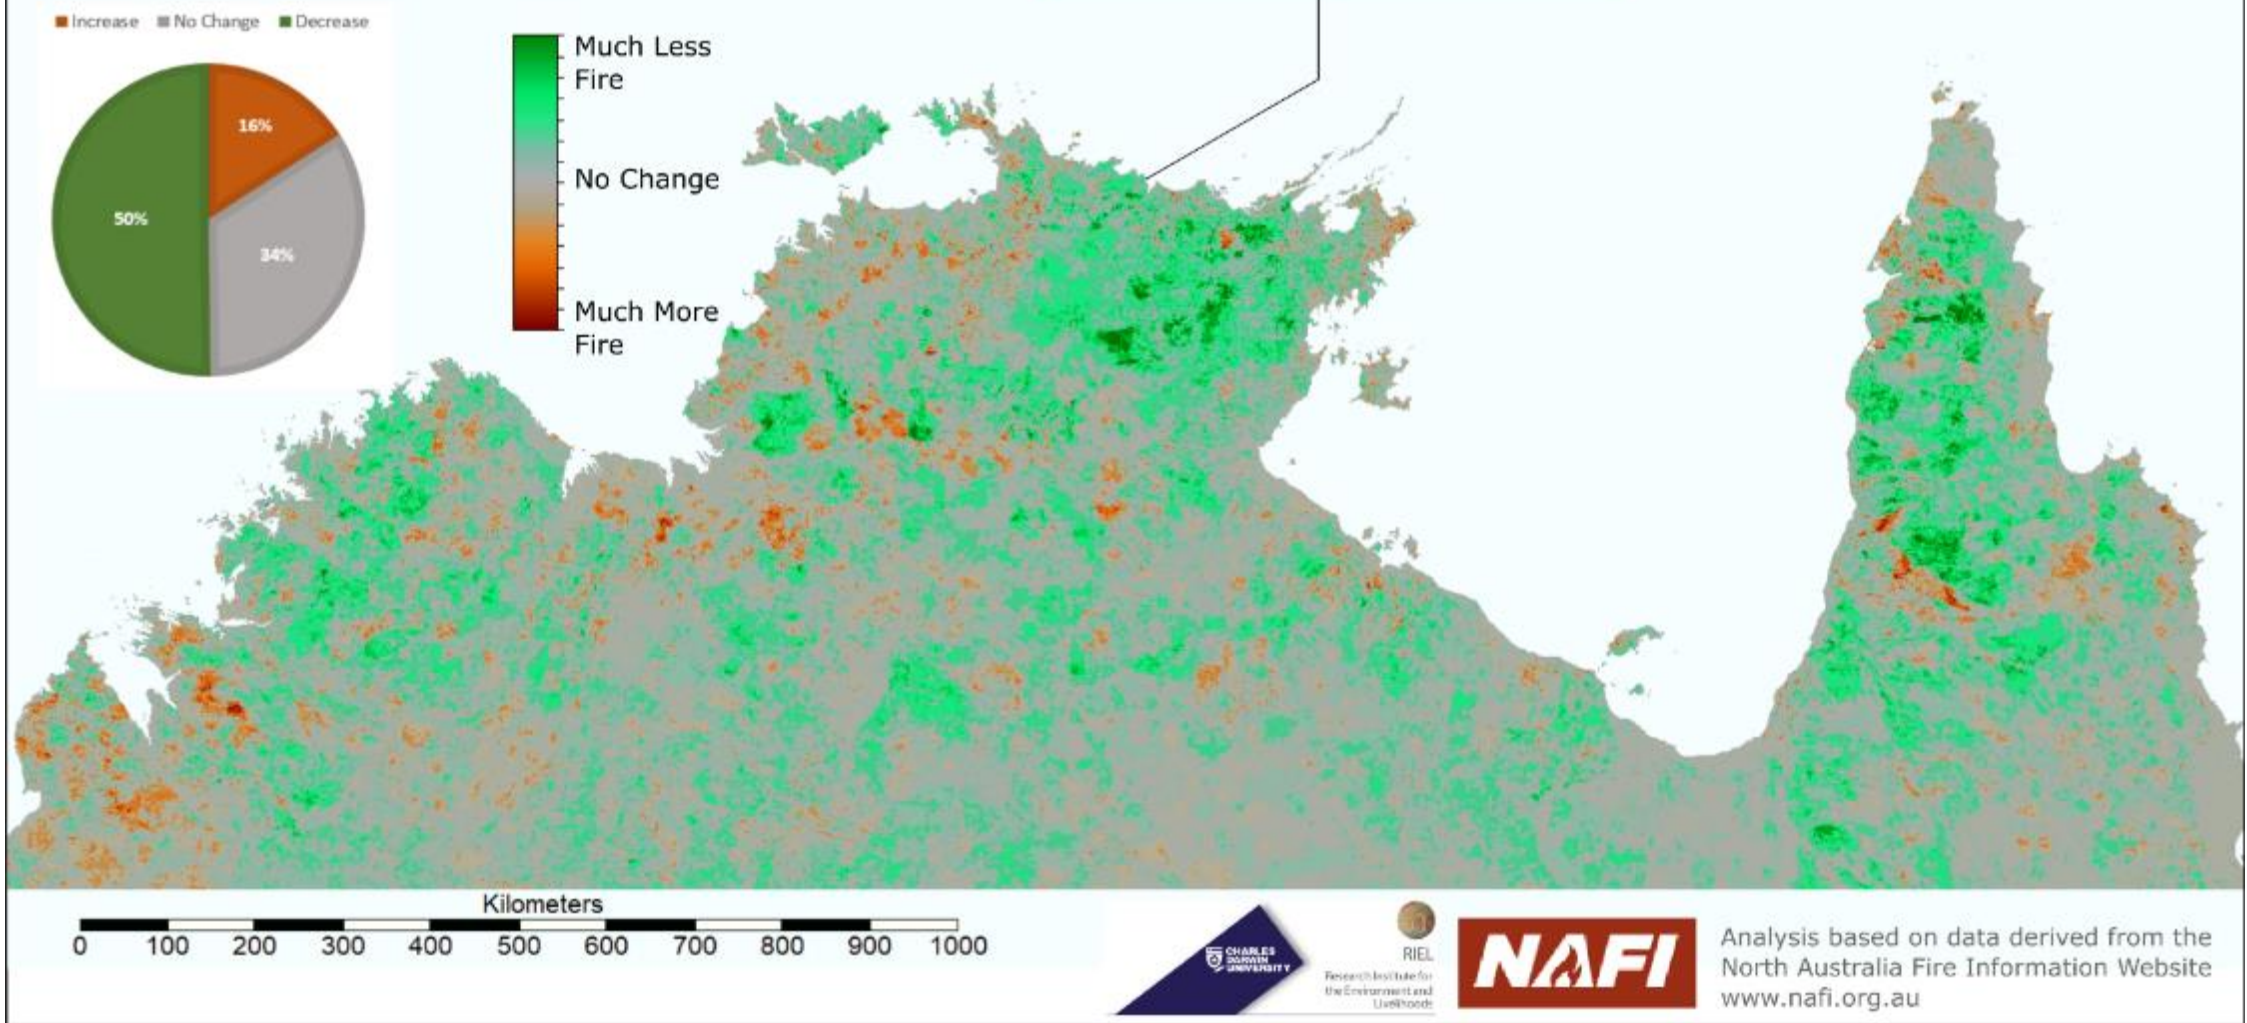 Increase No Change Decrease
16%
50%
34%
Much Less
Fire
No Change
Much More
Fire
Kilometers
0 100 200 300 400 500 600 700 800 900 1000
CHARLES
DARWIN
UNIVERSITY
RIEL
Research Institute for
the Environment and
Livelihoods
NAFI
Analysis based on data derived from the
North Australia Fire Information Website
www.nafi.org.au